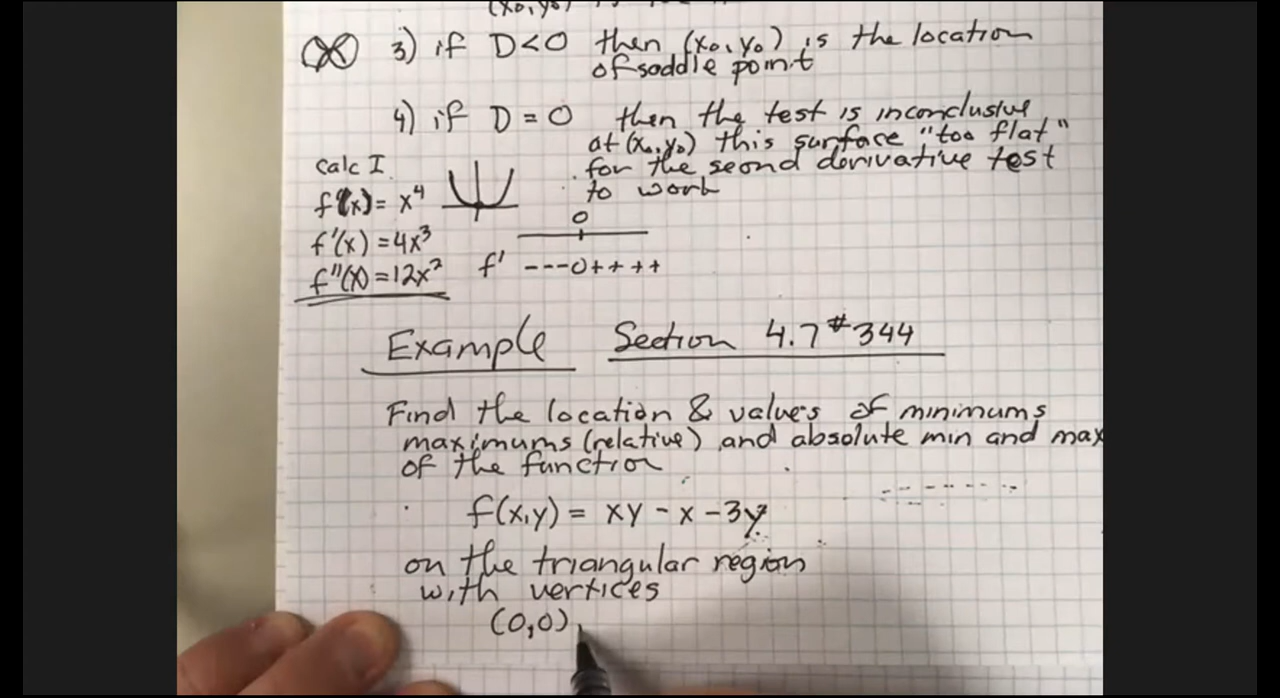 (x₀,y₀) is
3) if D<0 then (x₀,y₀) is the location
of saddle point
4) if D = 0 then the test is inconclusive
at (x₀,y₀) this surface "too flat"
for the second derivative test
to work
Calc I
f(x) = x⁴
f'(x) = 4x³
f''(x) = 12x²
0
f' ---0++++
Example Section 4.7 #344
Find the location & values of minimums
maximums (relative) and absolute min and max
of the function
f(x,y) = xy - x - 3y
on the triangular region
with vertices
(0,0),